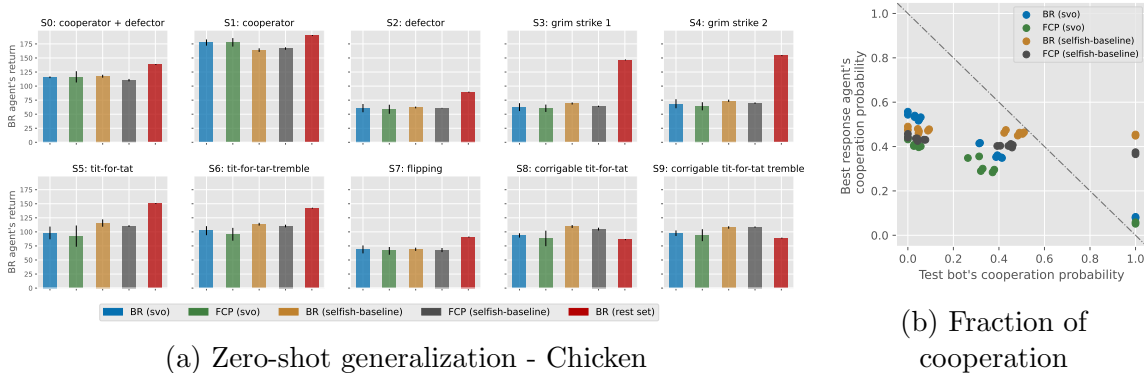 S0: cooperator + defector
S1: cooperator
S2: defector
S3: grim strike 1
S4: grim strike 2
BR agent's return
175
150
125
100
75
50
25
0
S5: tit-for-tat
S6: tit-for-tar-tremble
S7: flipping
S8: corrigable tit-for-tat
S9: corrigable tit-for-tat tremble
BR agent's return
175
150
125
100
75
50
25
0
BR (svo)
FCP (svo)
BR (selfish-baseline)
FCP (selfish-baseline)
BR (rest set)
(a) Zero-shot generalization - Chicken
Best response agent's
cooperation probability
1.0
0.8
0.6
0.4
0.2
0.0
BR (svo)
FCP (svo)
BR (selfish-baseline)
FCP (selfish-baseline)
0.0 0.2 0.4 0.6 0.8 1.0
Test bot's cooperation probability
(b) Fraction of
cooperation